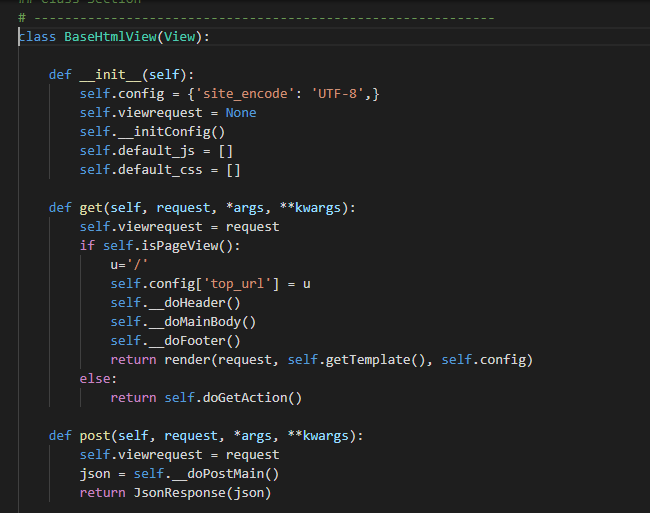 ## Class Section
# ------------------------------------------------------------
class BaseHtmlView(View):
    def __init__(self):
        self.config = {'site_encode': 'UTF-8',}
        self.viewrequest = None
        self.__initConfig()
        self.default_js = []
        self.default_css = []
    def get(self, request, *args, **kwargs):
        self.viewrequest = request
        if self.isPageView():
            u='/'
            self.config['top_url'] = u
            self.__doHeader()
            self.__doMainBody()
            self.__doFooter()
            return render(request, self.getTemplate(), self.config)
        else:
            return self.doGetAction()
    def post(self, request, *args, **kwargs):
        self.viewrequest = request
        json = self.__doPostMain()
        return JsonResponse(json)